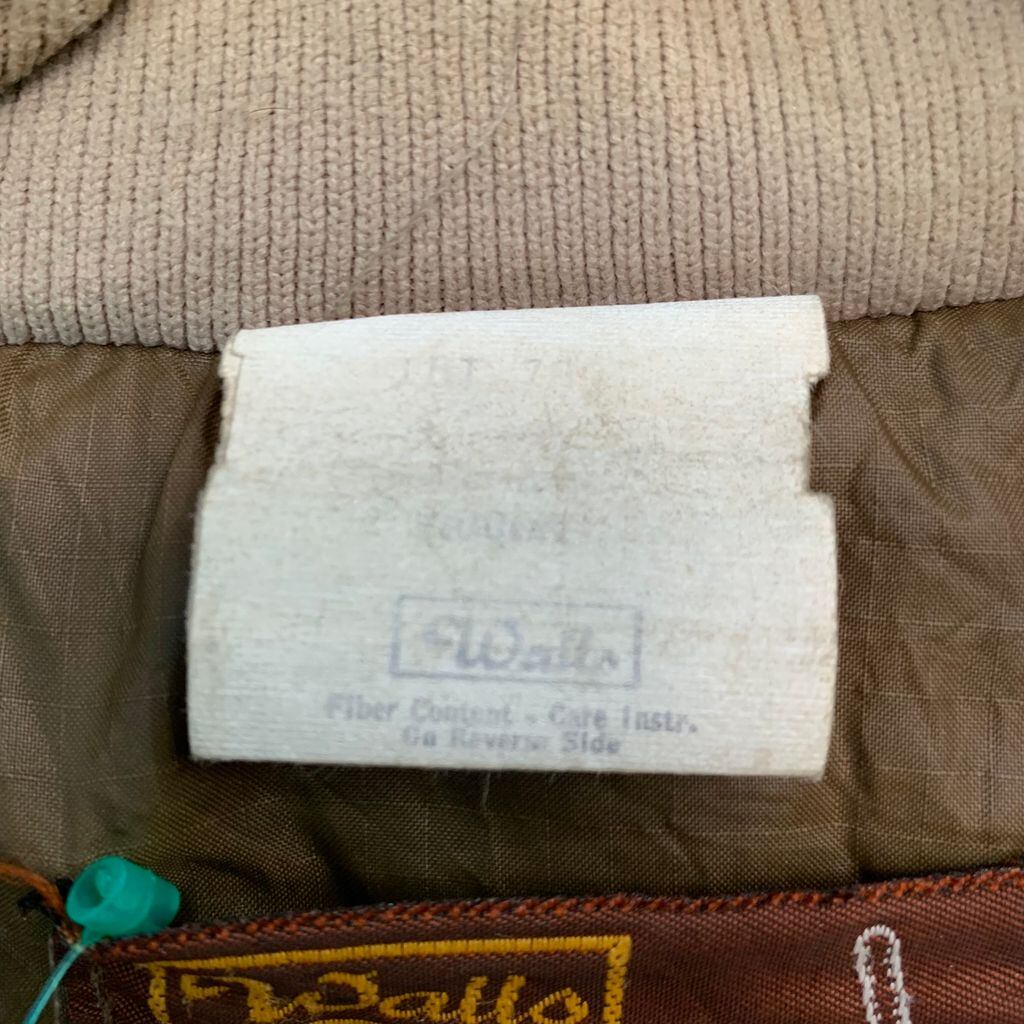 Walls
Fiber Content - Care Instr.
On Reverse Side
Walls